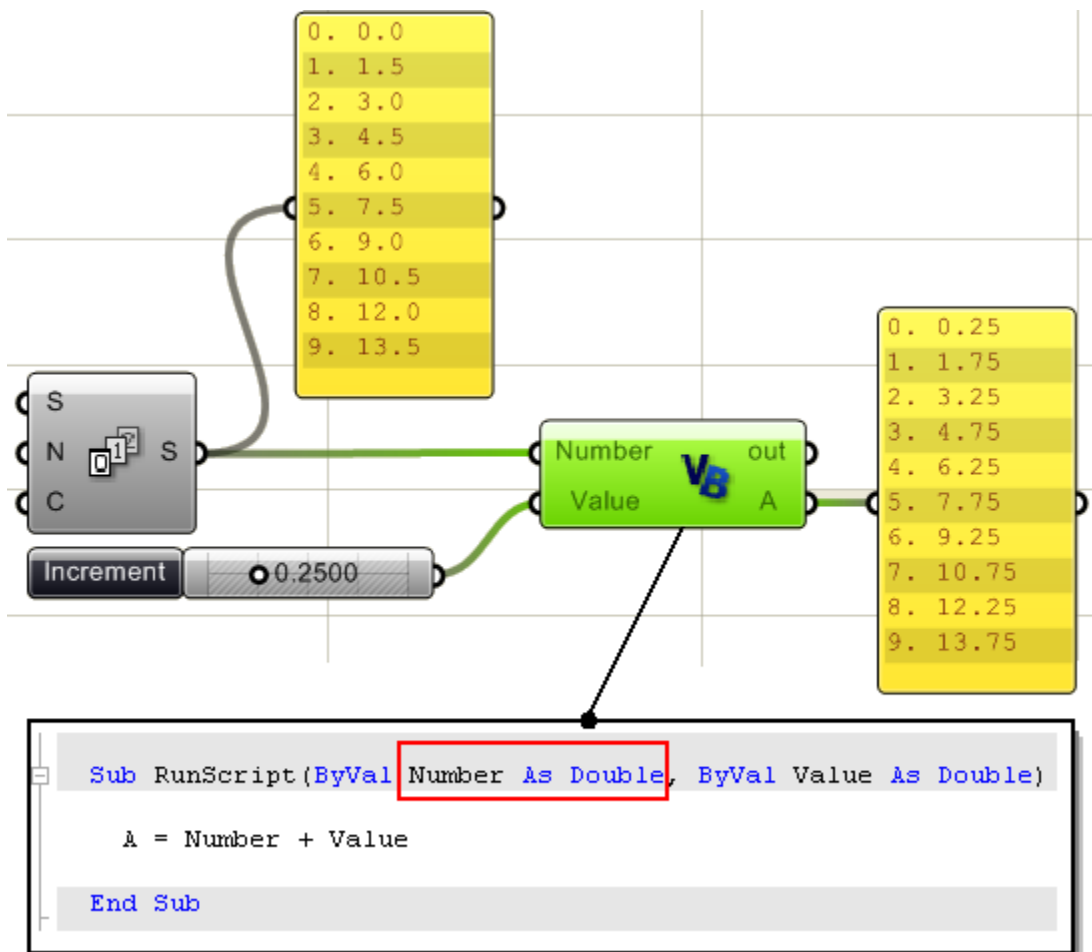 0. 0.0
1. 1.5
2. 3.0
3. 4.5
4. 6.0
5. 7.5
6. 9.0
7. 10.5
8. 12.0
9. 13.5
S
N
C
0 1 2
S
Increment
0.2500
Number
Value
VB
out
A
0. 0.25
1. 1.75
2. 3.25
3. 4.75
4. 6.25
5. 7.75
6. 9.25
7. 10.75
8. 12.25
9. 13.75
Sub RunScript(ByVal Number As Double, ByVal Value As Double)
A = Number + Value
End Sub